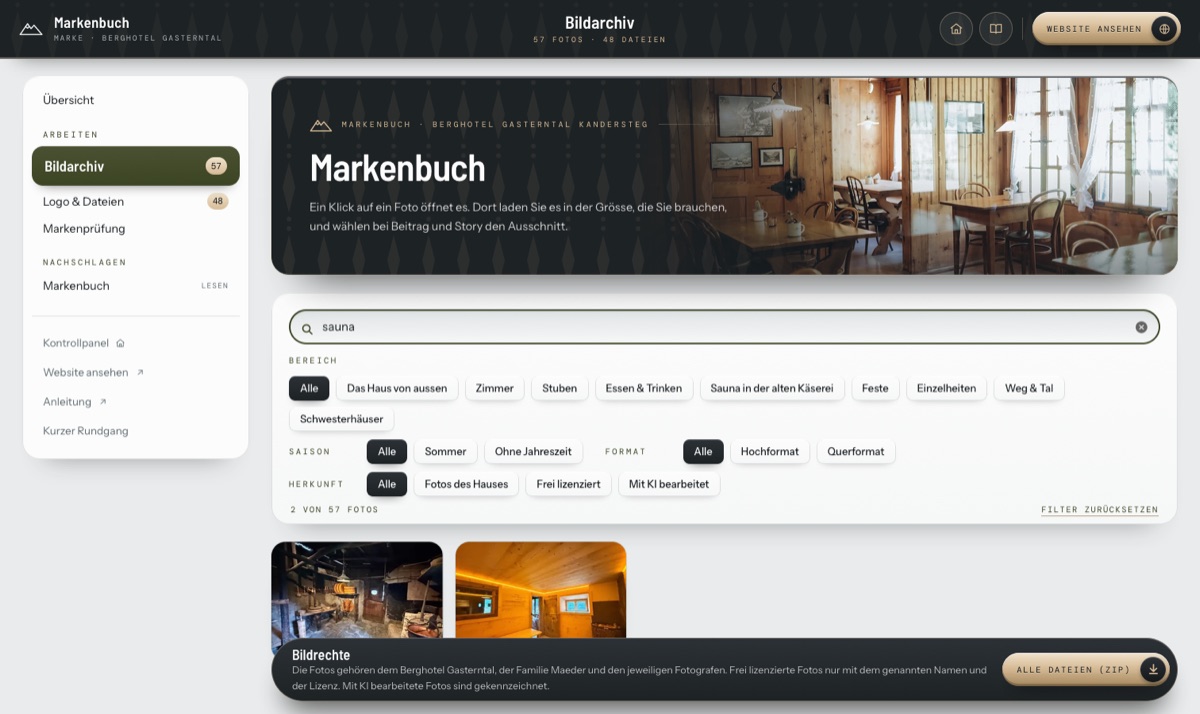 Markenbuch
MARKE · BERGHOTEL GASTERNTAL
Bildarchiv
57 FOTOS · 48 DATEIEN
WEBSITE ANSEHEN
Übersicht
ARBEITEN
Bildarchiv 57
Logo & Dateien 48
Markenprüfung
NACHSCHLAGEN
Markenbuch LESEN
Kontrollpanel
Website ansehen ↗
Anleitung ↗
Kurzer Rundgang
MARKENBUCH · BERGHOTEL GASTERNTAL KANDERSTEG
Markenbuch
Ein Klick auf ein Foto öffnet es. Dort laden Sie es in der Grösse, die Sie brauchen,
und wählen bei Beitrag und Story den Ausschnitt.
sauna
BEREICH
Alle Das Haus von aussen Zimmer Stuben Essen & Trinken Sauna in der alten Käserei Feste Einzelheiten Weg & Tal
Schwesterhäuser
SAISON Alle Sommer Ohne Jahreszeit FORMAT Alle Hochformat Querformat
HERKUNFT Alle Fotos des Hauses Frei lizenziert Mit KI bearbeitet
2 VON 57 FOTOS FILTER ZURÜCKSETZEN
Bildrechte
Die Fotos gehören dem Berghotel Gasterntal, der Familie Maeder und den jeweiligen Fotografen. Frei lizenzierte Fotos nur mit dem genannten Namen und
der Lizenz. Mit KI bearbeitete Fotos sind gekennzeichnet.
ALLE DATEIEN (ZIP)